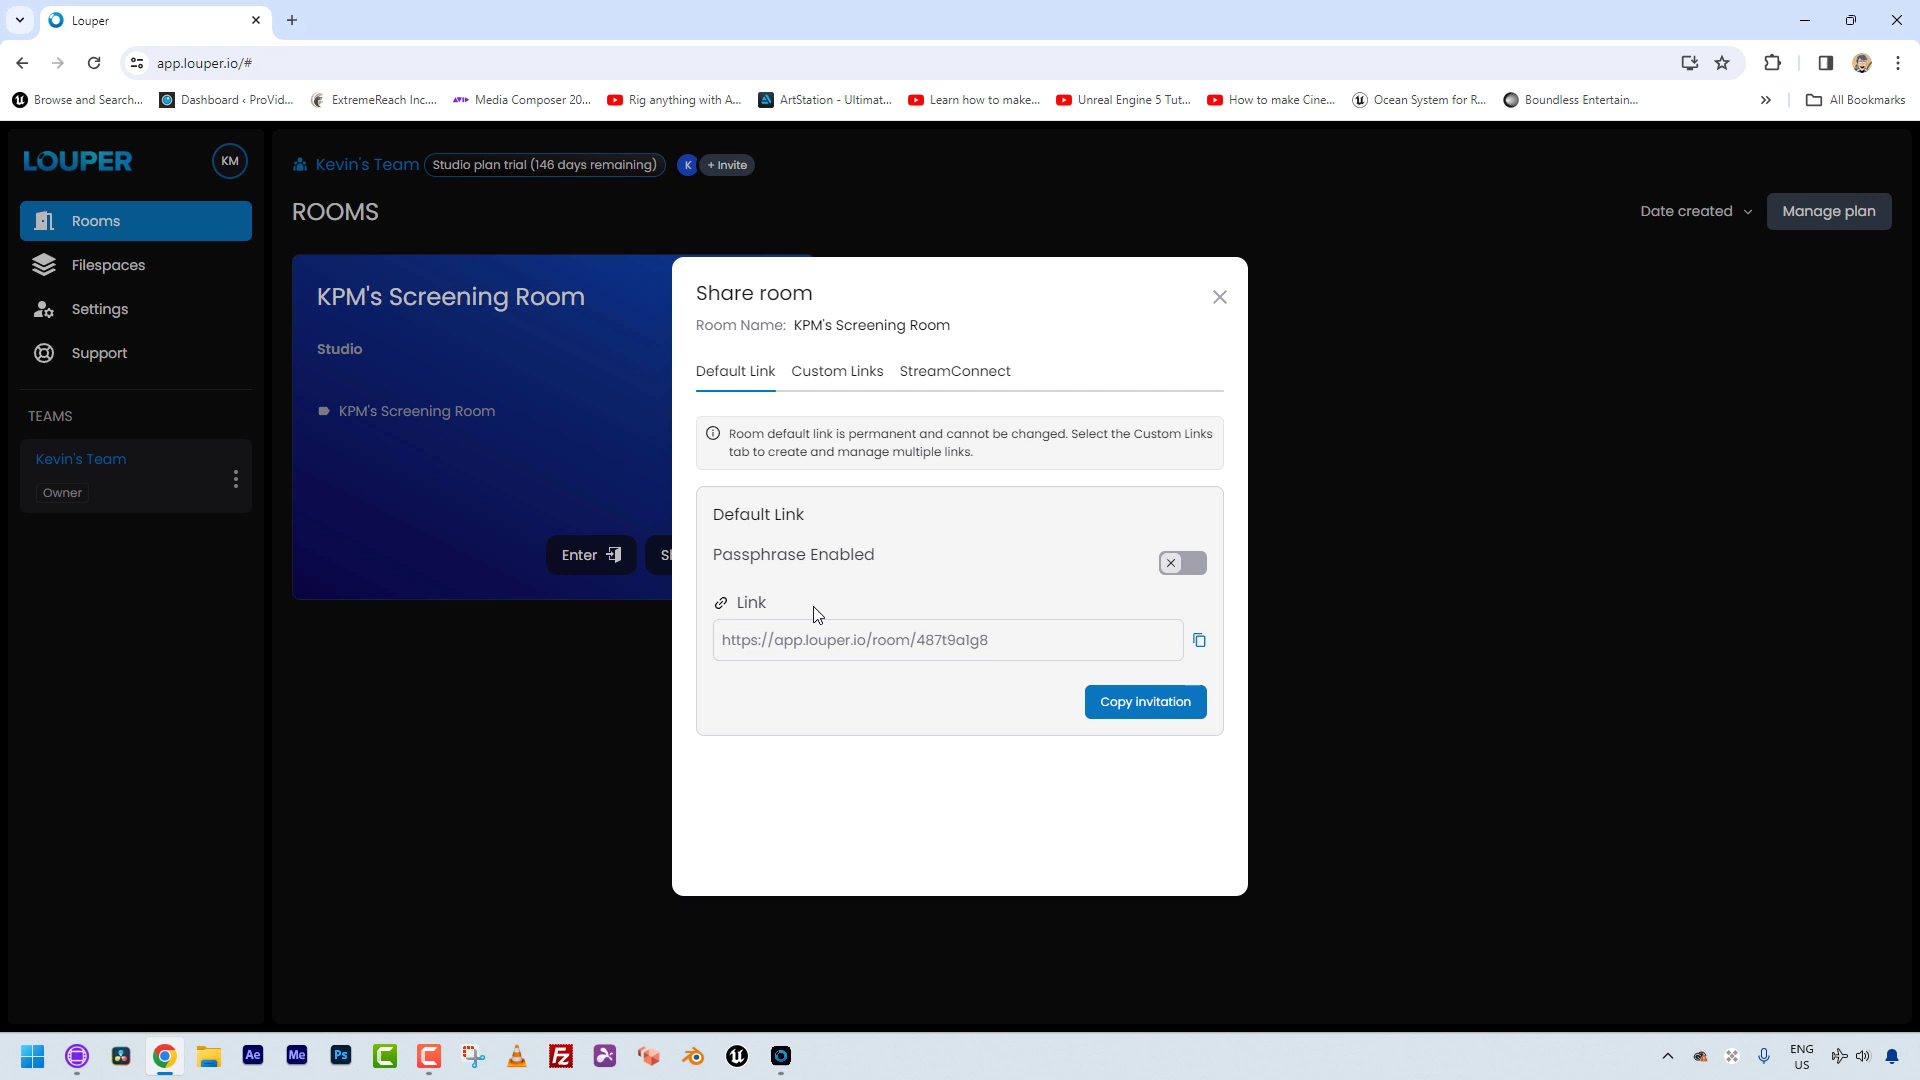 Louper
app.louper.io/#
Browse and Search...
Dashboard ‹ ProVid...
ExtremeReach Inc....
Media Composer 20...
Rig anything with A...
ArtStation - Ultimat...
Learn how to make...
Unreal Engine 5 Tut...
How to make Cine...
Ocean System for R...
Boundless Entertain...
All Bookmarks
LOUPER
KM
Kevin's Team
Studio plan trial (146 days remaining)
K
+ Invite
Rooms
Filespaces
Settings
Support
TEAMS
Kevin's Team
Owner
ROOMS
Date created
Manage plan
KPM's Screening Room
Studio
KPM's Screening Room
Enter
Share room
Room Name: KPM's Screening Room
Default Link
Custom Links
StreamConnect
Room default link is permanent and cannot be changed. Select the Custom Links
tab to create and manage multiple links.
Default Link
Passphrase Enabled
Link
https://app.louper.io/room/487t9a1g8
Copy invitation
Ae
Me
Ps
ENG
US